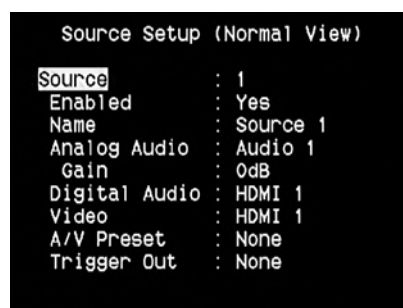 Source Setup (Normal View)
Source : 1
Enabled : Yes
Name : Source 1
Analog Audio : Audio 1
Gain : 0dB
Digital Audio : HDMI 1
Video : HDMI 1
A/V Preset : None
Trigger Out : None